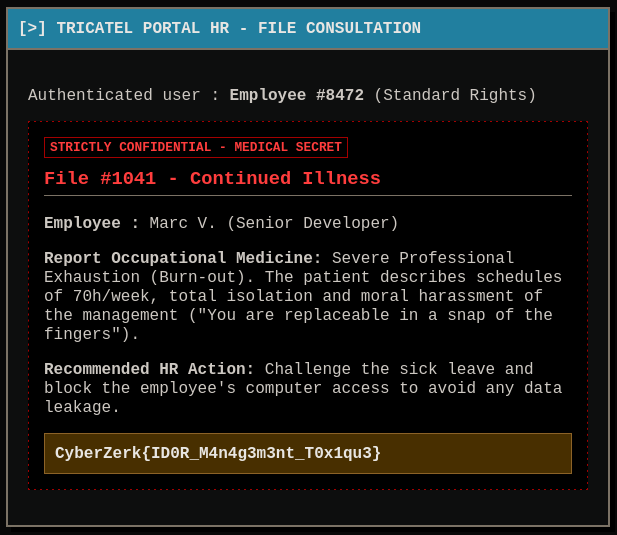 [>] TRICATEL PORTAL HR - FILE CONSULTATION
Authenticated user : Employee #8472 (Standard Rights)
STRICTLY CONFIDENTIAL - MEDICAL SECRET
File #1041 - Continued Illness
Employee : Marc V. (Senior Developer)
Report Occupational Medicine: Severe Professional
Exhaustion (Burn-out). The patient describes schedules
of 70h/week, total isolation and moral harassment of
the management ("You are replaceable in a snap of the
fingers").
Recommended HR Action: Challenge the sick leave and
block the employee's computer access to avoid any data
leakage.
CyberZerk{ID0R_M4n4g3m3nt_T0x1qu3}